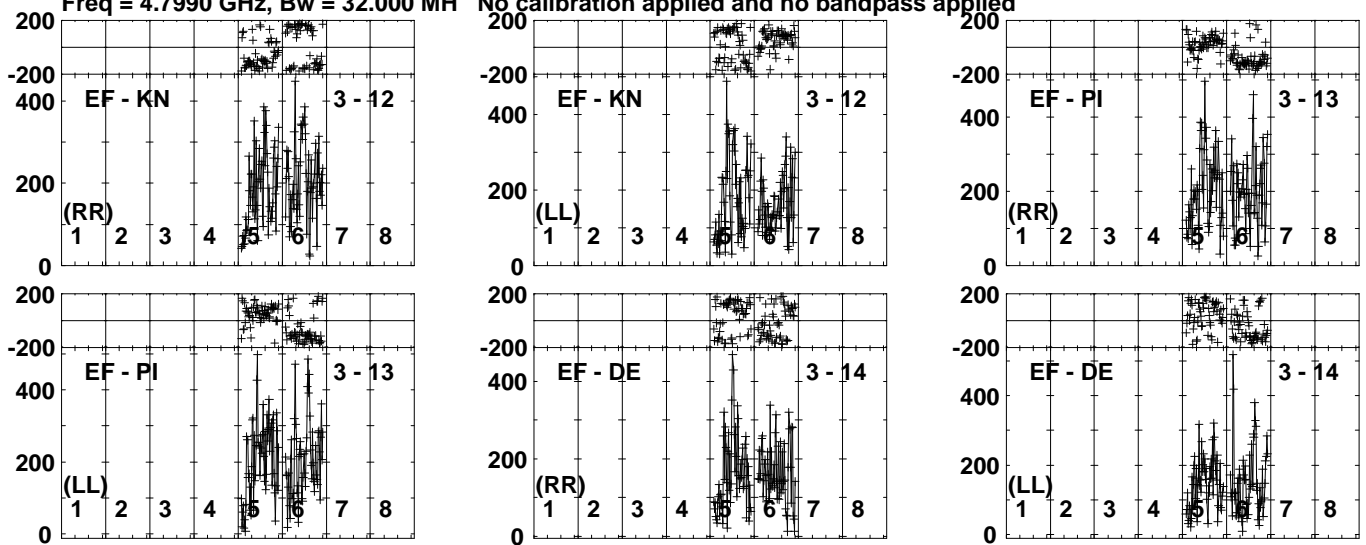 Freq = 4.7990 GHz, Bw = 32.000 MH No calibration applied and no bandpass applied
200
-200
400
200
0
EF - KN 3 - 12
(RR)
1 2 3 4 5 6 7 8
-200
400
200
0
EF - KN 3 - 12
(LL)
1 2 3 4 5 6 7 8
200
-200
400
200
0
EF - PI 3 - 13
(RR)
1 2 3 4 5 6 7 8
200
-200
400
200
0
EF - PI 3 - 13
(LL)
1 2 3 4 5 6 7 8
200
-200
400
200
0
EF - DE 3 - 14
(RR)
1 2 3 4 5 6 7 8
200
-200
400
200
0
EF - DE 3 - 14
(LL)
1 2 3 4 5 6 7 8
200